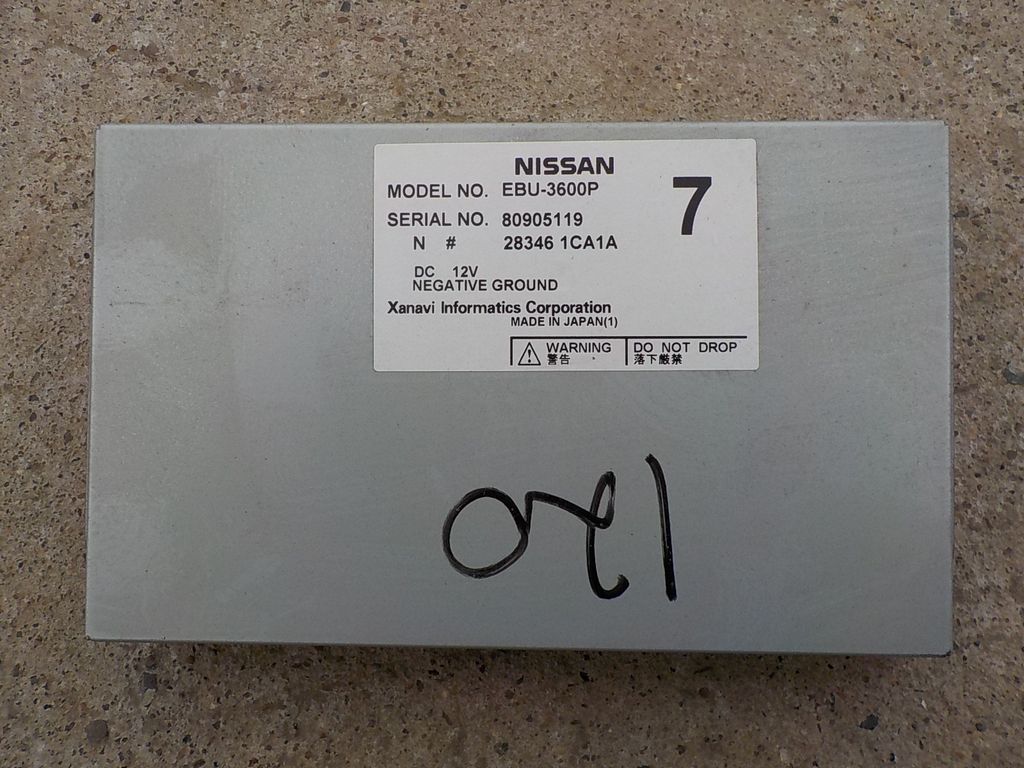 NISSAN
MODEL NO. EBU-3600P
7
SERIAL NO. 80905119
N # 28346 1CA1A
DC 12V
NEGATIVE GROUND
Xanavi Informatics Corporation
MADE IN JAPAN(1)
WARNING DO NOT DROP
警告 落下厳禁